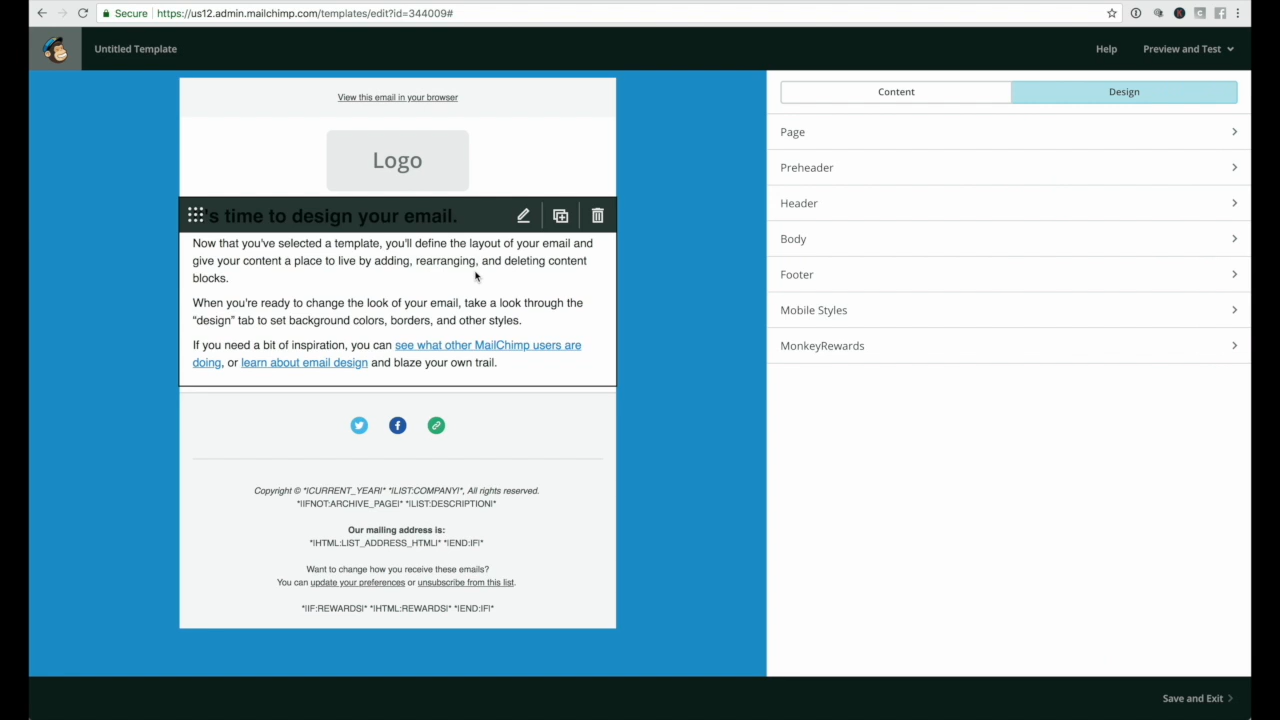 Secure
https://us12.admin.mailchimp.com/templates/edit?id=344009#
Untitled Template
Help
Preview and Test
View this email in your browser
Logo
's time to design your email.
Now that you've selected a template, you'll define the layout of your email and
give your content a place to live by adding, rearranging, and deleting content
blocks.
When you're ready to change the look of your email, take a look through the
“design” tab to set background colors, borders, and other styles.
If you need a bit of inspiration, you can see what other MailChimp users are
doing, or learn about email design and blaze your own trail.
Copyright © *|CURRENT_YEAR|* *|LIST:COMPANY|*, All rights reserved.
*|IFNOT:ARCHIVE_PAGE|* *|LIST:DESCRIPTION|*
Our mailing address is:
*|HTML:LIST_ADDRESS_HTML|* *|END:IF|*
Want to change how you receive these emails?
You can update your preferences or unsubscribe from this list.
*|IF:REWARDS|* *|HTML:REWARDS|* *|END:IF|*
Content
Design
Page
Preheader
Header
Body
Footer
Mobile Styles
MonkeyRewards
Save and Exit